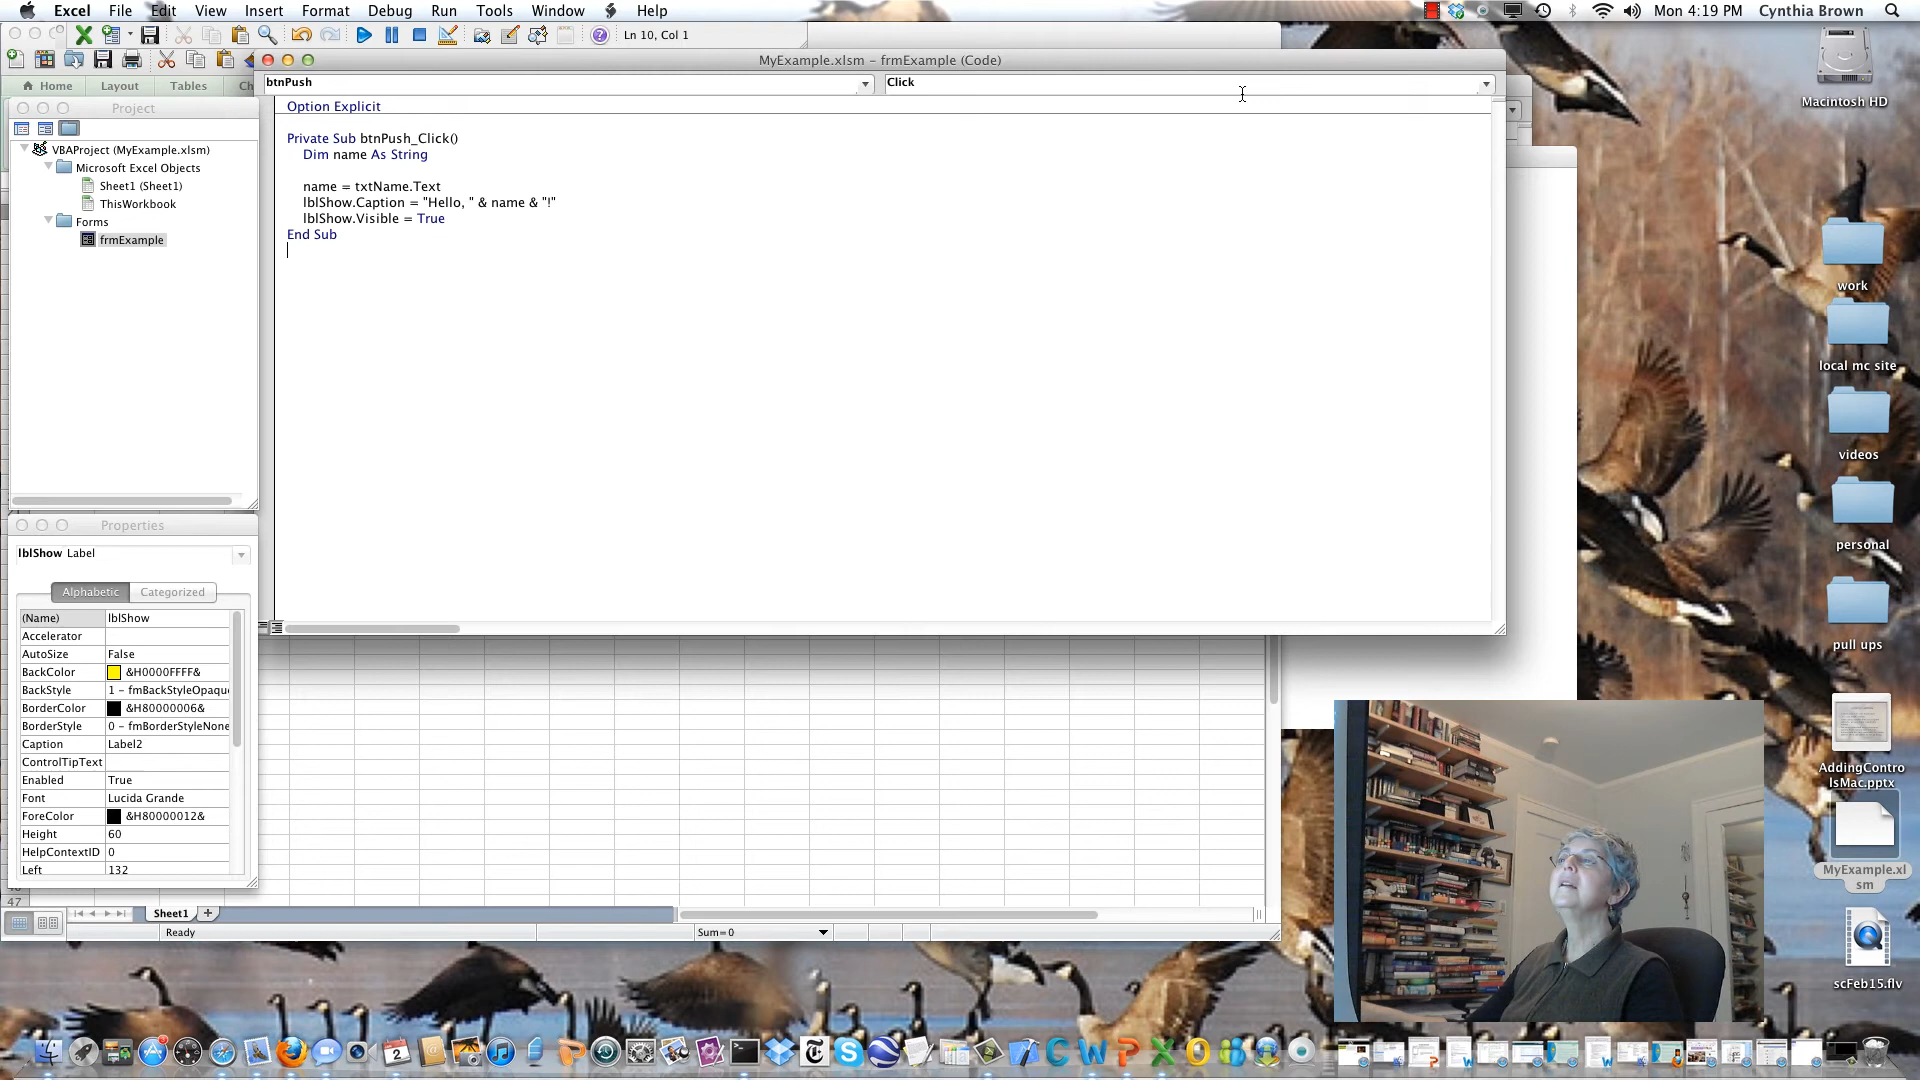 Excel File Edit View Insert Format Debug Run Tools Window Help
Mon 4:19 PM Cynthia Brown
Ln 10, Col 1
Home Layout Tables Ch
MyExample.xlsm - frmExample (Code)
btnPush
Click
Project
VBAProject (MyExample.xlsm)
Microsoft Excel Objects
Sheet1 (Sheet1)
ThisWorkbook
Forms
frmExample
Option Explicit
Private Sub btnPush_Click()
Dim name As String
name = txtName.Text
lblShow.Caption = "Hello, " & name & "!"
lblShow.Visible = True
End Sub
Properties
lblShow Label
Alphabetic Categorized
(Name) lblShow
Accelerator
AutoSize False
BackColor &H0000FFFF&
BackStyle 1 - fmBackStyleOpaqu
BorderColor &H80000006&
BorderStyle 0 - fmBorderStyleNone
Caption Label2
ControlTipText
Enabled True
Font Lucida Grande
ForeColor &H80000012&
Height 60
HelpContextID 0
Left 132
47
Sheet1
Ready
Sum=0
Macintosh HD
work
local mc site
videos
personal
pull ups
AddingContro
lsMac.pptx
MyExample.xl
sm
scFeb15.flv